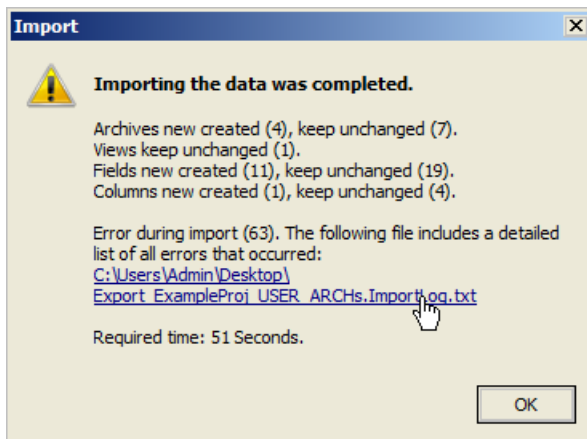 Import
Importing the data was completed.
Archives new created (4), keep unchanged (7).
Views keep unchanged (1).
Fields new created (11), keep unchanged (19).
Columns new created (1), keep unchanged (4).
Error during import (63). The following file includes a detailed
list of all errors that occurred:
C:\Users\Admin\Desktop\
Export_ExampleProj_USER_ARCHs.ImportLog.txt
Required time: 51 Seconds.
OK